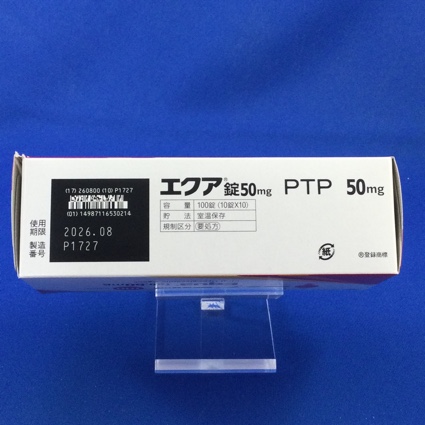 (17) 260800 (10) P1727
(01) 14987116530214
使用
期限 2026.08
製造
番号 P1727
エクア®錠50mg PTP 50mg
容量 100錠 (10錠×10)
貯法 室温保存
規制区分 要処方
紙
®登録商標